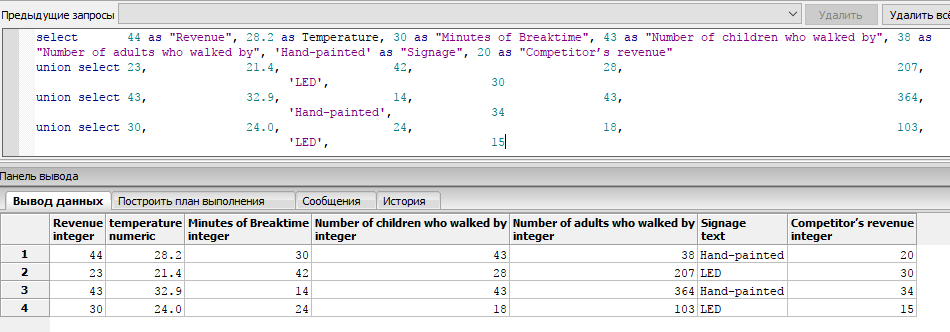 Предыдущие запросы Удалить Удалить всё
select 44 as "Revenue", 28.2 as Temperature, 30 as "Minutes of Breaktime", 43 as "Number of children who walked by", 38 as
"Number of adults who walked by", 'Hand-painted' as "Signage", 20 as "Competitor’s revenue"
union select 23, 21.4, 42, 28, 207,
'LED', 30
union select 43, 32.9, 14, 43, 364,
'Hand-painted', 34
union select 30, 24.0, 24, 18, 103,
'LED', 15
Панель вывода
Вывод данных Построить план выполнения Сообщения История
Revenue temperature Minutes of Breaktime Number of children who walked by Number of adults who walked by Signage Competitor’s revenue
integer numeric integer integer integer text integer
1 44 28.2 30 43 38 Hand-painted 20
2 23 21.4 42 28 207 LED 30
3 43 32.9 14 43 364 Hand-painted 34
4 30 24.0 24 18 103 LED 15